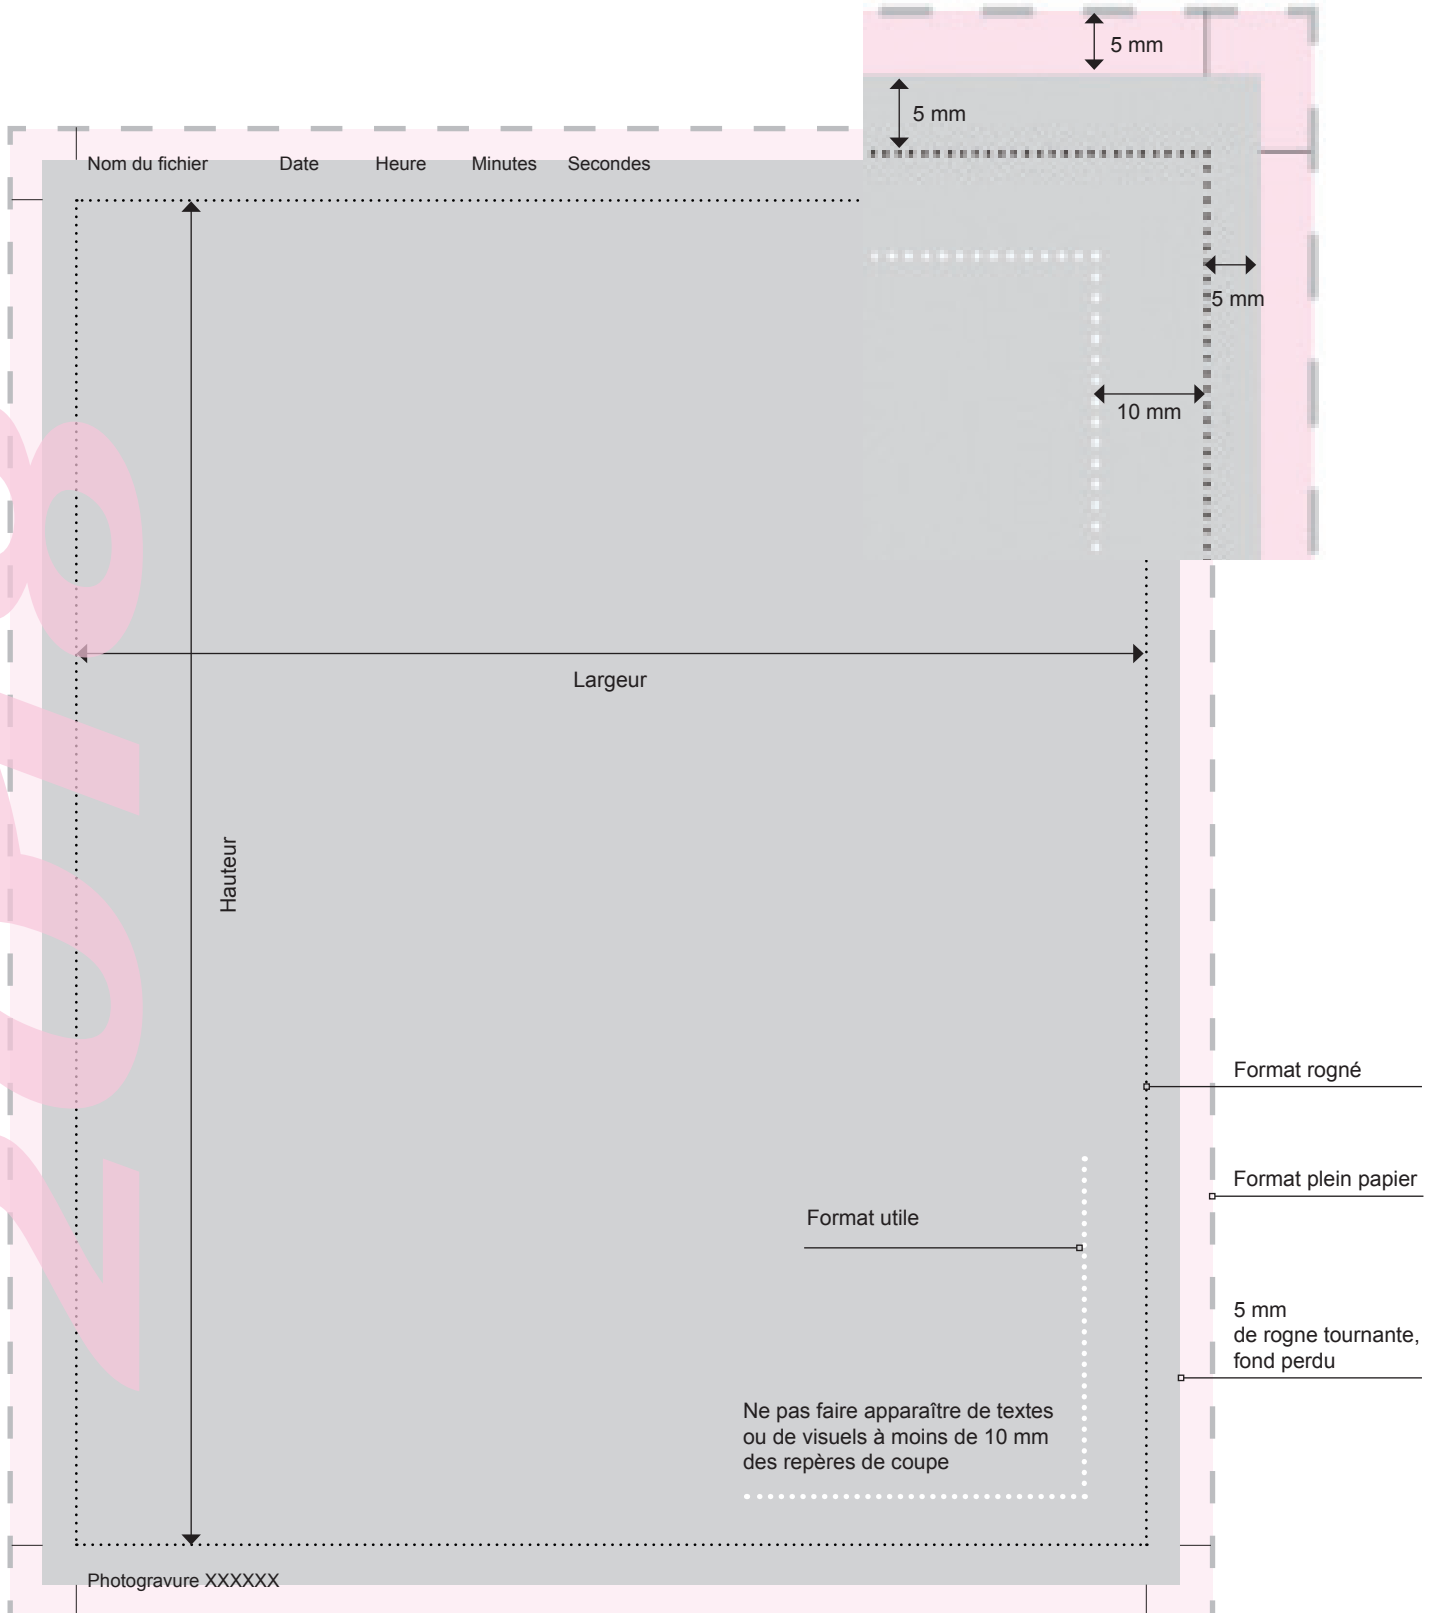 5 mm
5 mm
Nom du fichier Date Heure Minutes Secondes
5 mm
10 mm
2018
Largeur
Hauteur
Format rogné
Format plein papier
Format utile
5 mm
de rogne tournante,
fond perdu
Ne pas faire apparaître de textes
ou de visuels à moins de 10 mm
des repères de coupe
Photogravure XXXXXX